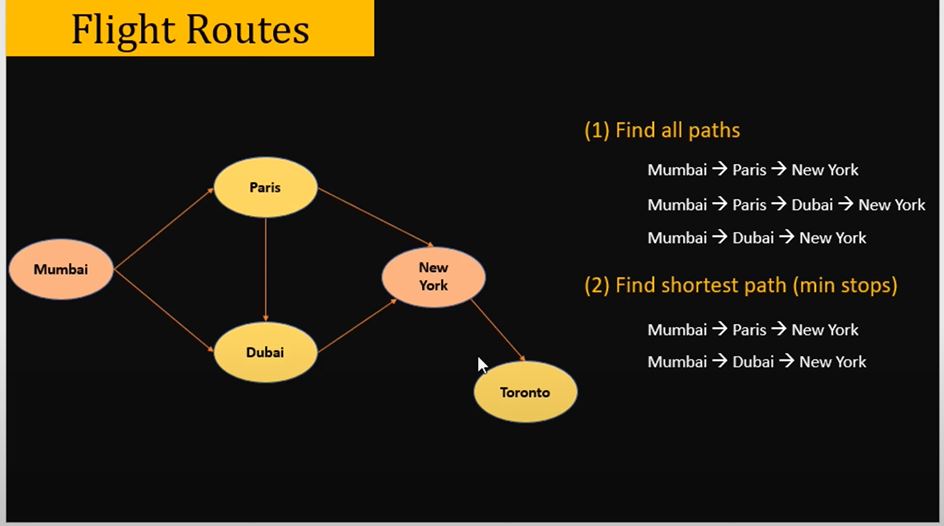 Flight Routes
(1) Find all paths
Mumbai → Paris → New York
Mumbai → Paris → Dubai → New York
Mumbai → Dubai → New York
(2) Find shortest path (min stops)
Mumbai → Paris → New York
Mumbai → Dubai → New York
Paris
Mumbai
New
York
Dubai
Toronto